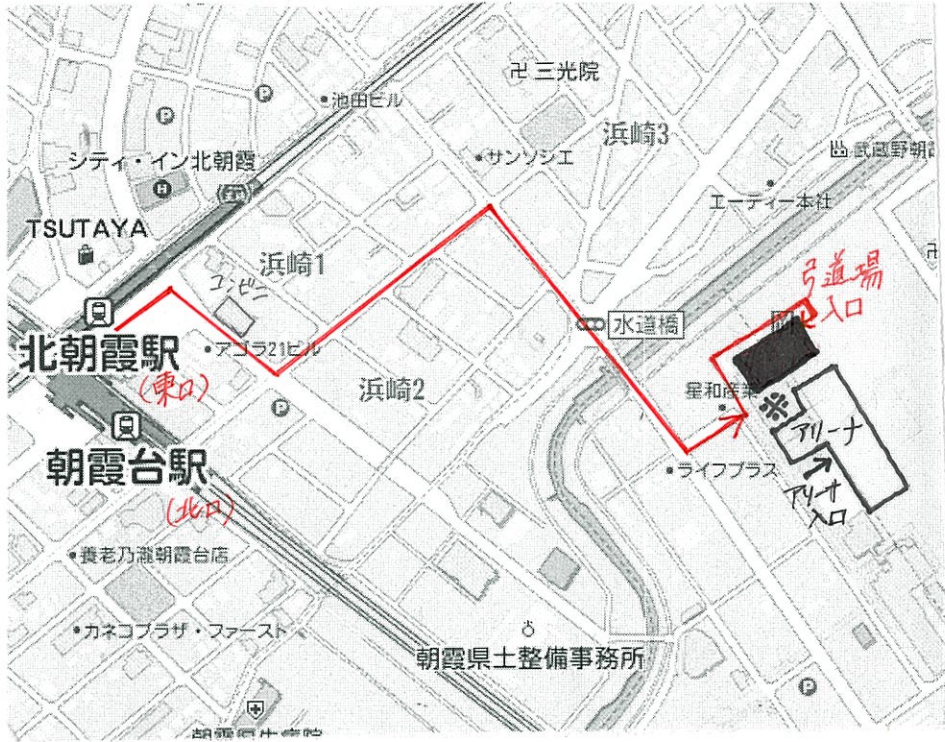 池田ビル
卍三光院
浜崎3
サンソシエ
シティ・イン北朝霞
エーティー本社
TSUTAYA
浜崎1
コンビニ
弓道場
入口
北朝霞駅
(東口)
アゴラ21ビル
水道橋
浜崎2
星和産業
アリーナ
朝霞台駅
(北口)
ライフプラス
アリーナ
入口
養老乃瀧朝霞台店
カネコプラザ・ファースト
朝霞県土整備事務所
P
P
P
P
H
卍